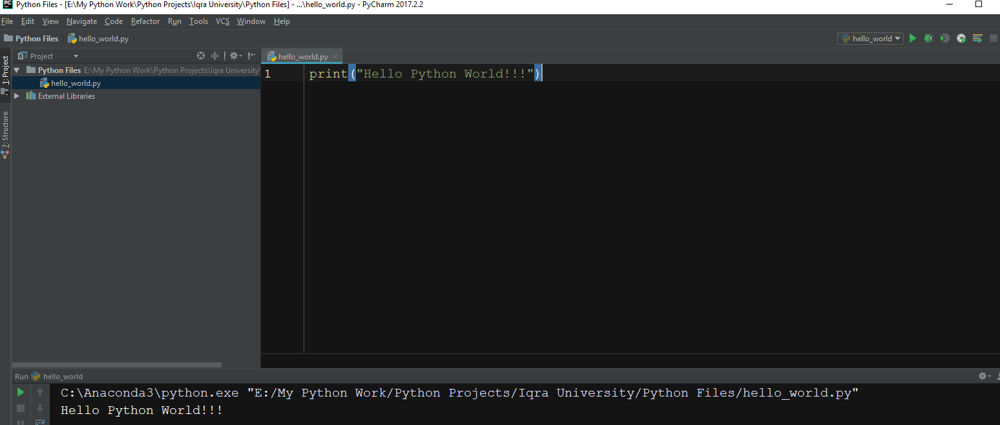 PC Python Files - [E:\My Python Work\Python Projects\Iqra University\Python Files] - ...\hello_world.py - PyCharm 2017.2.2
File Edit View Navigate Code Refactor Run Tools VCS Window Help
Python Files hello_world.py
hello_world
Project
hello_world.py
1: Project
Python Files E:\My Python Work\Python Projects\Iqra University\
hello_world.py
External Libraries
7: Structure
1 print("Hello Python World!!!")
Run hello_world
C:\Anaconda3\python.exe "E:/My Python Work/Python Projects/Iqra University/Python Files/hello_world.py"
Hello Python World!!!